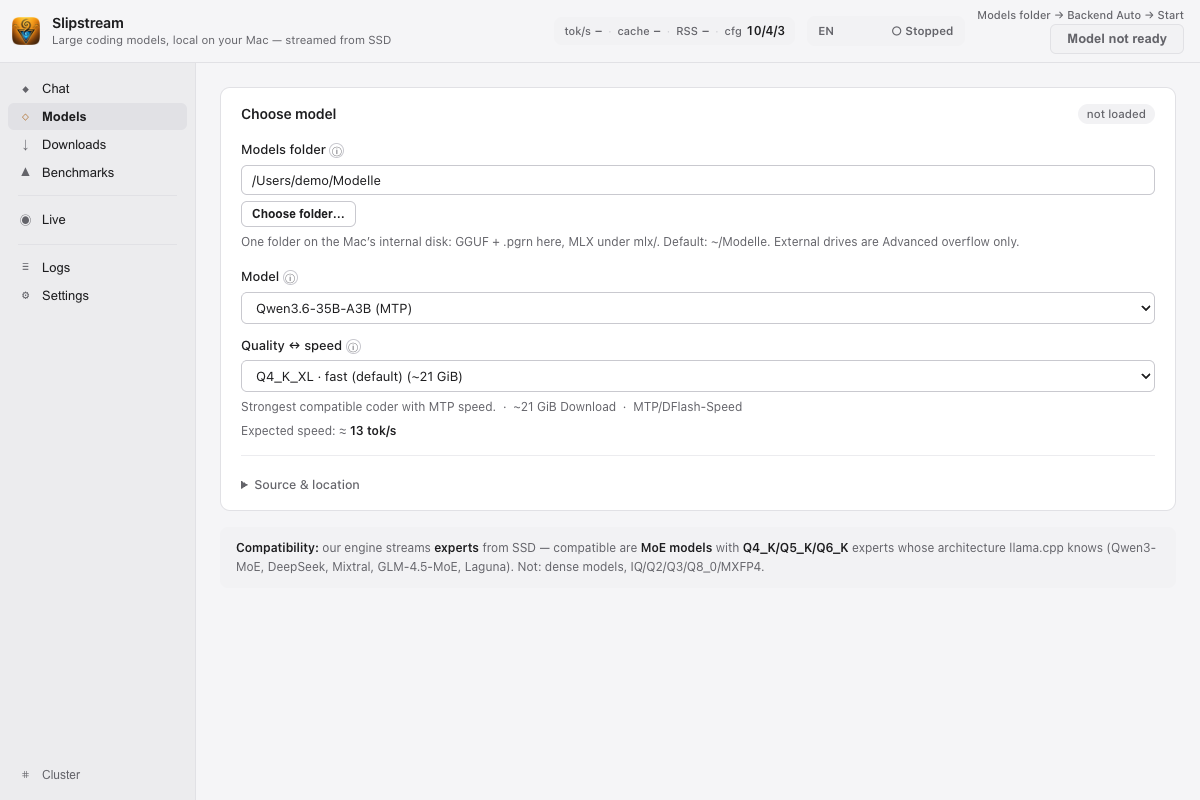 Slipstream
Large coding models, local on your Mac — streamed from SSD
tok/s – · cache – · RSS – · cfg 10/4/3
EN
Stopped
Models folder → Backend Auto → Start
Model not ready
Chat
Models
Downloads
Benchmarks
Live
Logs
Settings
Cluster
Choose model
not loaded
Models folder
/Users/demo/Modelle
Choose folder…
One folder on the Mac's internal disk: GGUF + .pgrn here, MLX under mlx/. Default: ~/Modelle. External drives are Advanced overflow only.
Model
Qwen3.6-35B-A3B (MTP)
Quality ↔ speed
Q4_K_XL · fast (default) (~21 GiB)
Strongest compatible coder with MTP speed. · ~21 GiB Download · MTP/DFlash-Speed
Expected speed: ≈ 13 tok/s
Source & location
Compatibility: our engine streams experts from SSD — compatible are MoE models with Q4_K/Q5_K/Q6_K experts whose architecture llama.cpp knows (Qwen3-
MoE, DeepSeek, Mixtral, GLM-4.5-MoE, Laguna). Not: dense models, IQ/Q2/Q3/Q8_0/MXFP4.